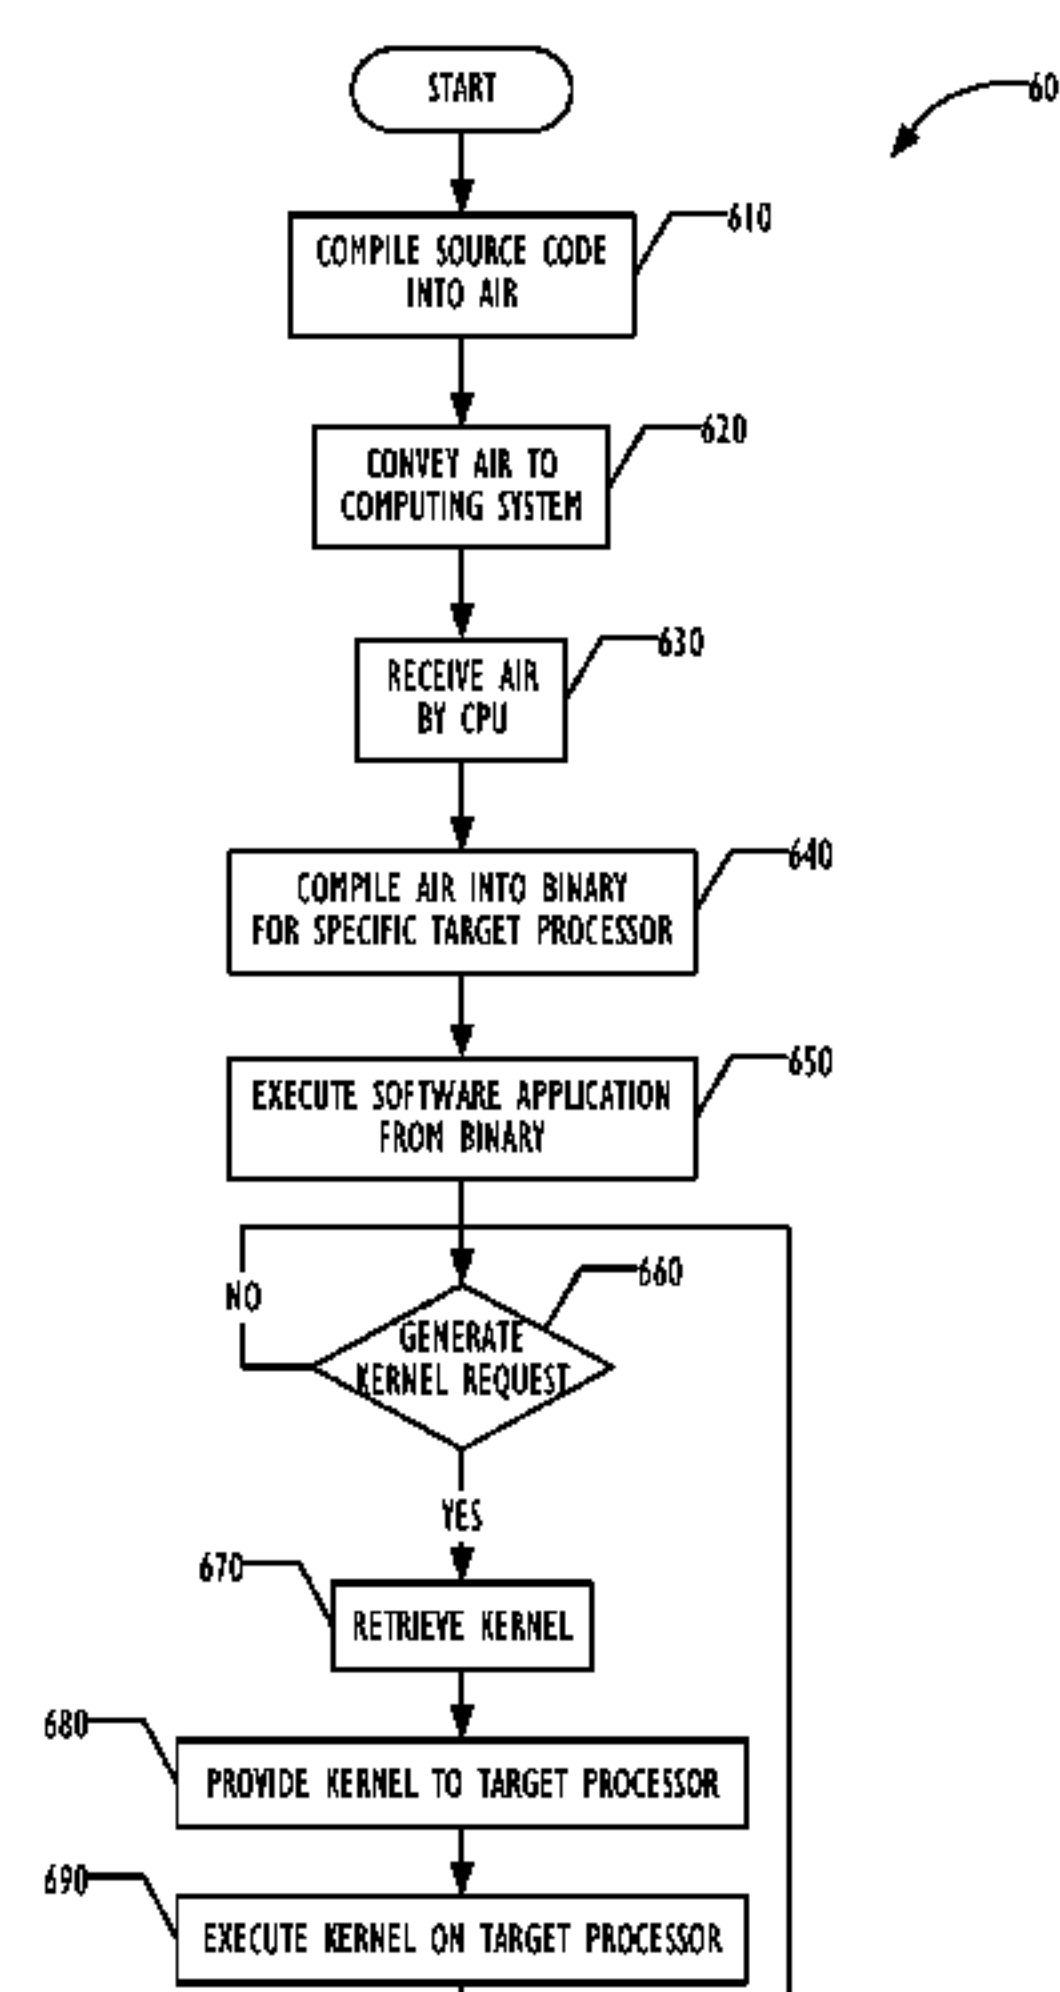 START
60
610
COMPILE SOURCE CODE
INTO AIR
620
CONVEY AIR TO
COMPUTING SYSTEM
630
RECEIVE AIR
BY CPU
640
COMPILE AIR INTO BINARY
FOR SPECIFIC TARGET PROCESSOR
650
EXECUTE SOFTWARE APPLICATION
FROM BINARY
660
NO
GENERATE
KERNEL REQUEST
YES
670
RETRIEVE KERNEL
680
PROVIDE KERNEL TO TARGET PROCESSOR
690
EXECUTE KERNEL ON TARGET PROCESSOR